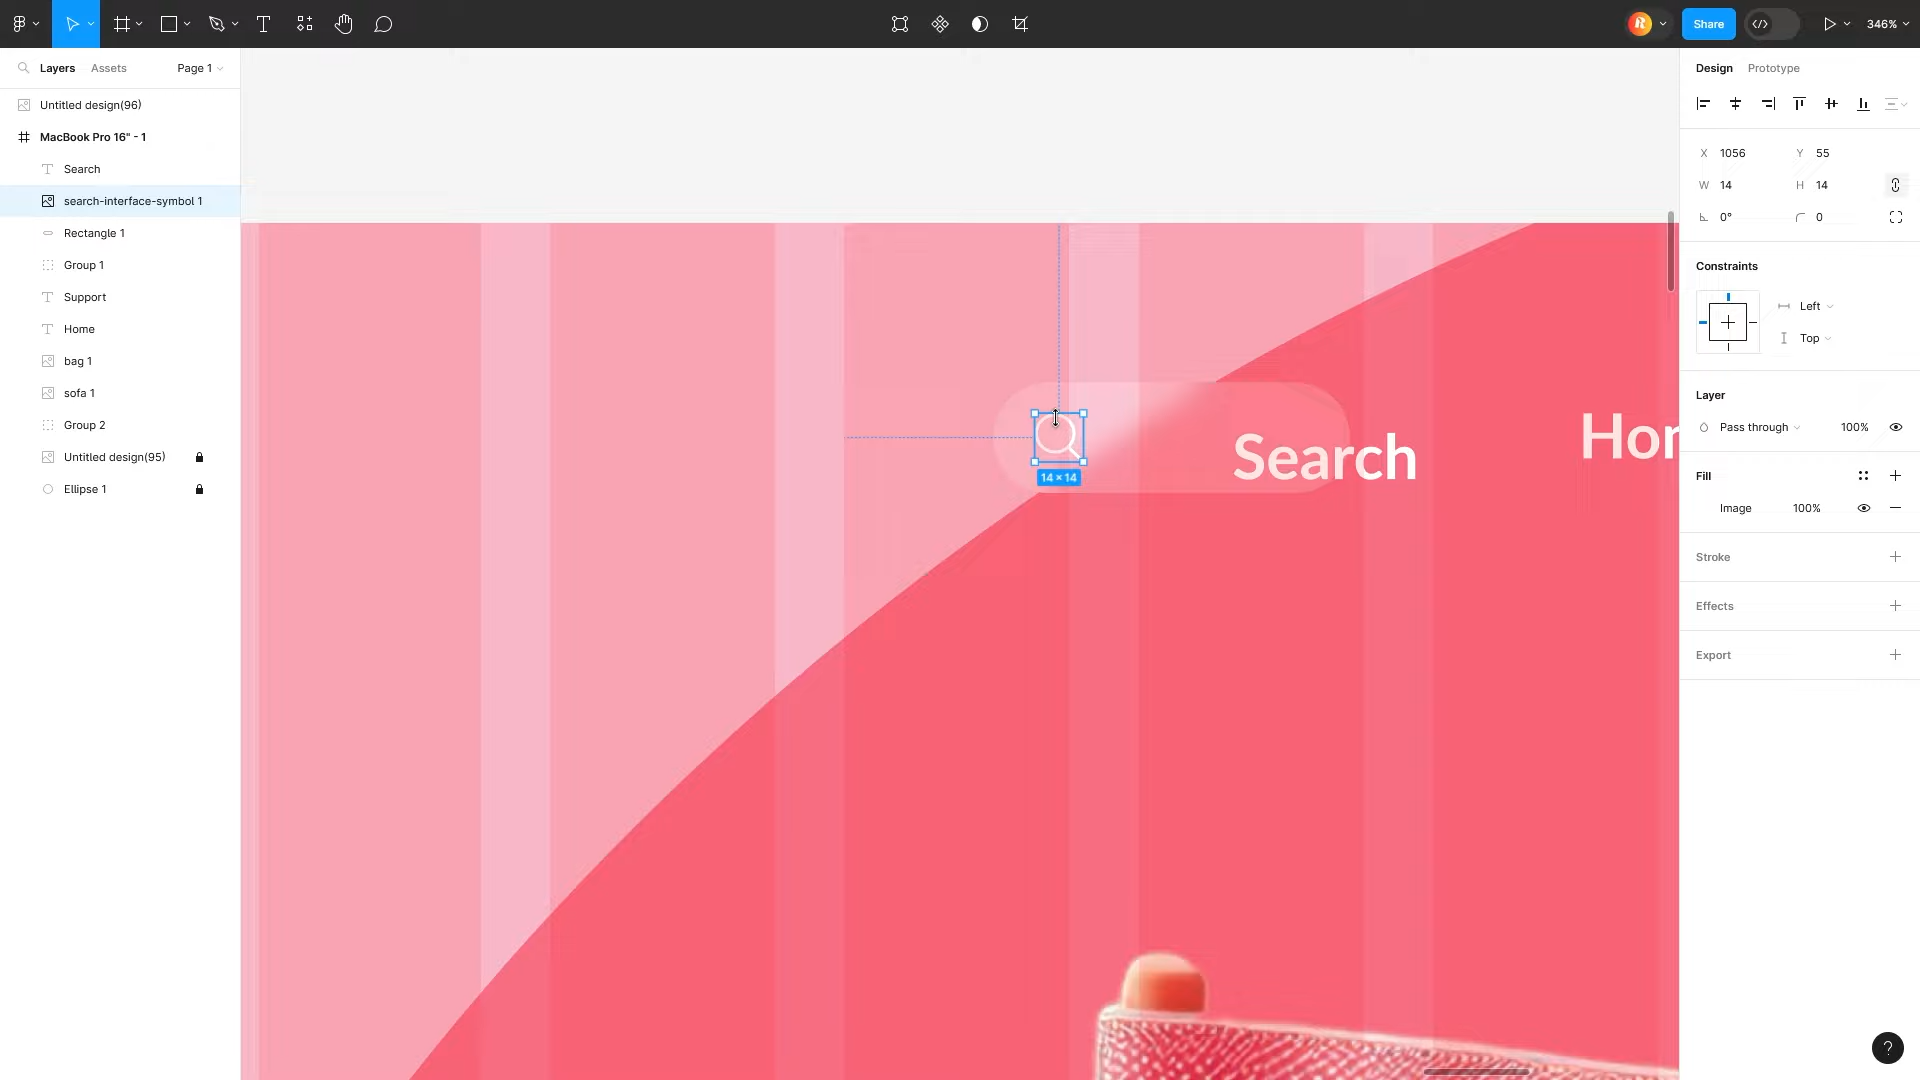 Share
346%
Layers
Assets
Page 1
Untitled design(96)
MacBook Pro 16" - 1
Search
search-interface-symbol 1
Rectangle 1
Group 1
Support
Home
bag 1
sofa 1
Group 2
Untitled design(95)
Ellipse 1
Search
Hor
14 × 14
Design
Prototype
X 1056
Y 55
W 14
H 14
0°
0
Constraints
Left
Top
Layer
Pass through
100%
Fill
Image
100%
Stroke
Effects
Export
?